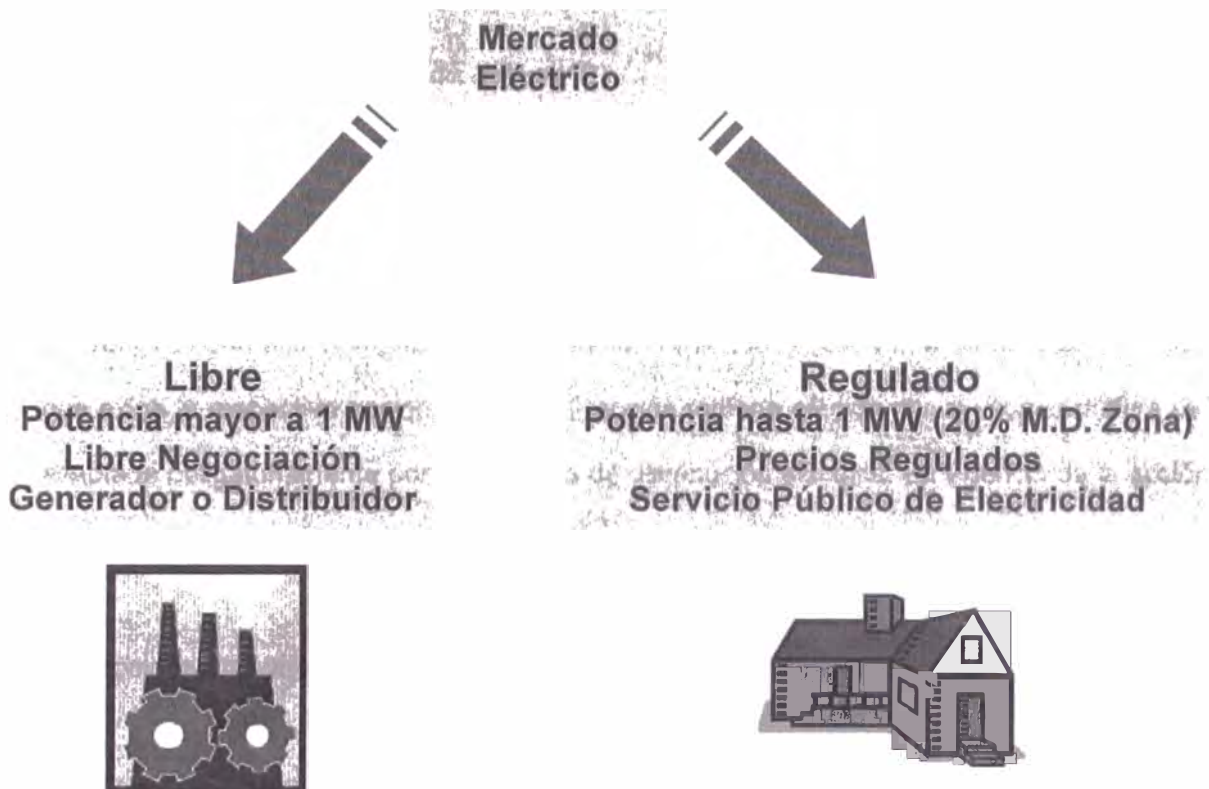 Mercado
Eléctrico
Libre
Potencia mayor a 1 MW
Libre Negociación
Generador o Distribuidor
Regulado
Potencia hasta 1 MW (20% M.D. Zona)
Precios Regulados
Servicio Público de Electricidad